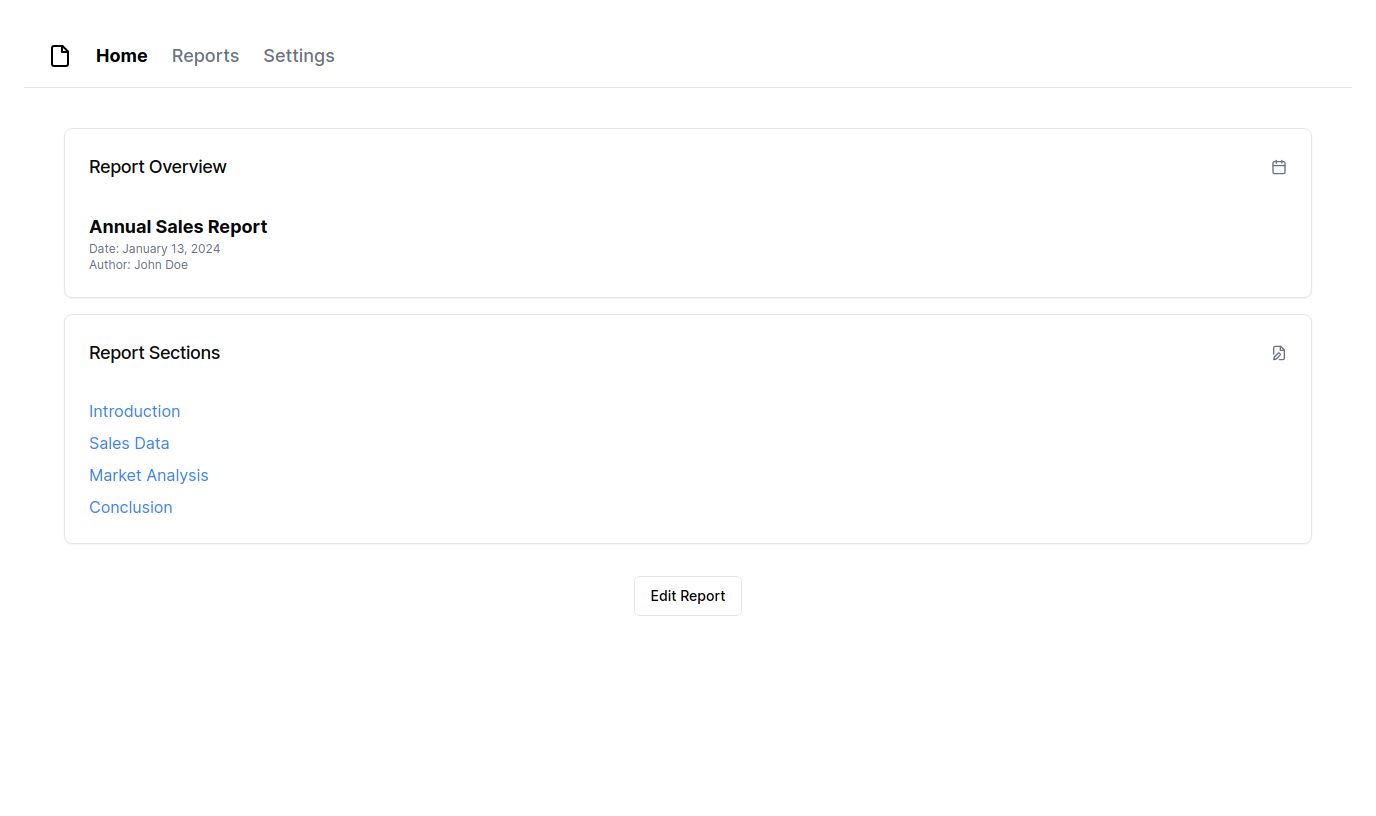 Home Reports Settings
Report Overview
Annual Sales Report
Date: January 13, 2024
Author: John Doe
Report Sections
Introduction
Sales Data
Market Analysis
Conclusion
Edit Report